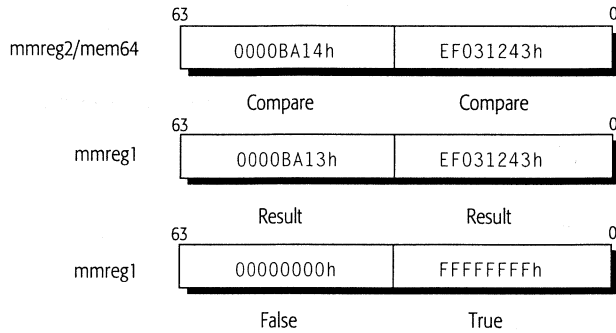 63 0
mmreg2/mem64 0000BA14h EF031243h
Compare Compare
63 0
mmreg1 0000BA13h EF031243h
Result Result
63 0
mmreg1 00000000h FFFFFFFFh
False True